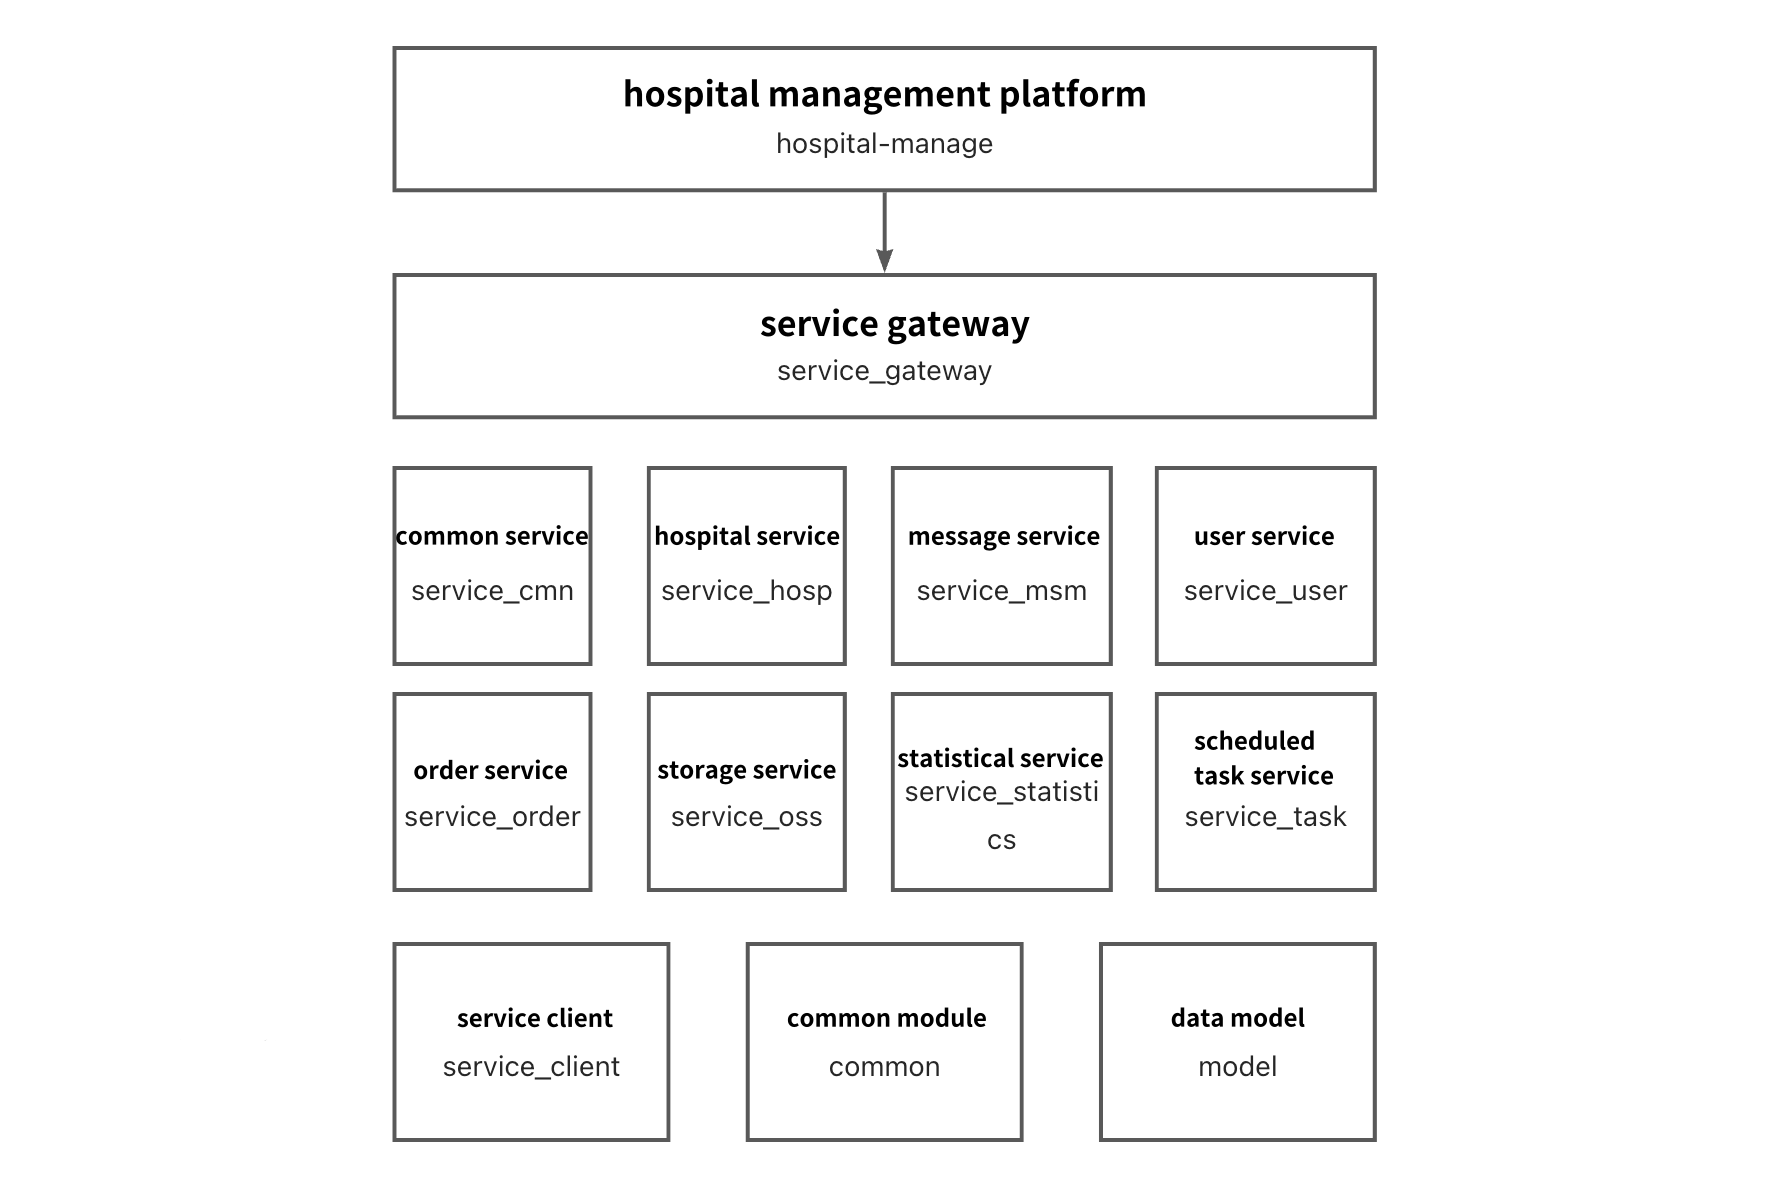 hospital management platform
hospital-manage
service gateway
service_gateway
common service
service_cmn
hospital service
service_hosp
message service
service_msm
user service
service_user
order service
service_order
storage service
service_oss
statistical service
service_statisti
cs
scheduled
task service
service_task
service client
service_client
common module
common
data model
model